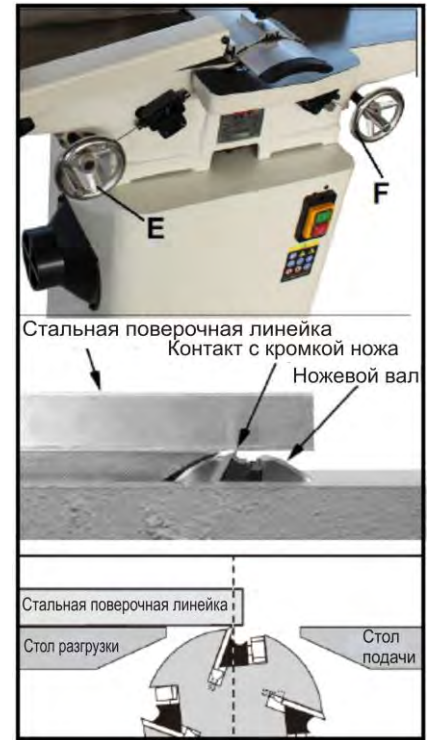 E
F
Стальная поверочная линейка
Контакт с кромкой ножа
Ножевой вал
Стальная поверочная линейка
Стол разгрузки
Стол
подачи